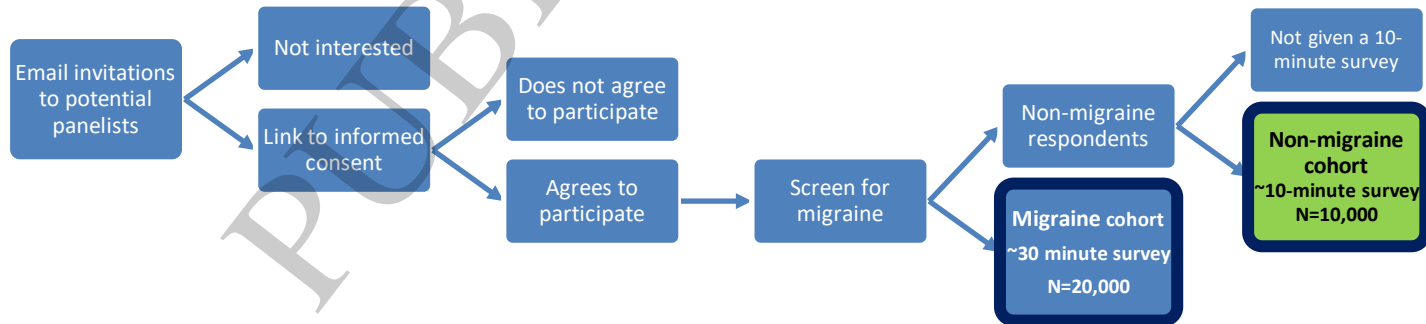 Email invitations
to potential
panelists
Not interested
Link to informed
consent
Does not agree
to participate
Agrees to
participate
Screen for
migraine
Non-migraine
respondents
Migraine cohort
~30 minute survey
N=20,000
Not given a 10-
minute survey
Non-migraine
cohort
~10-minute survey
N=10,000
PUB